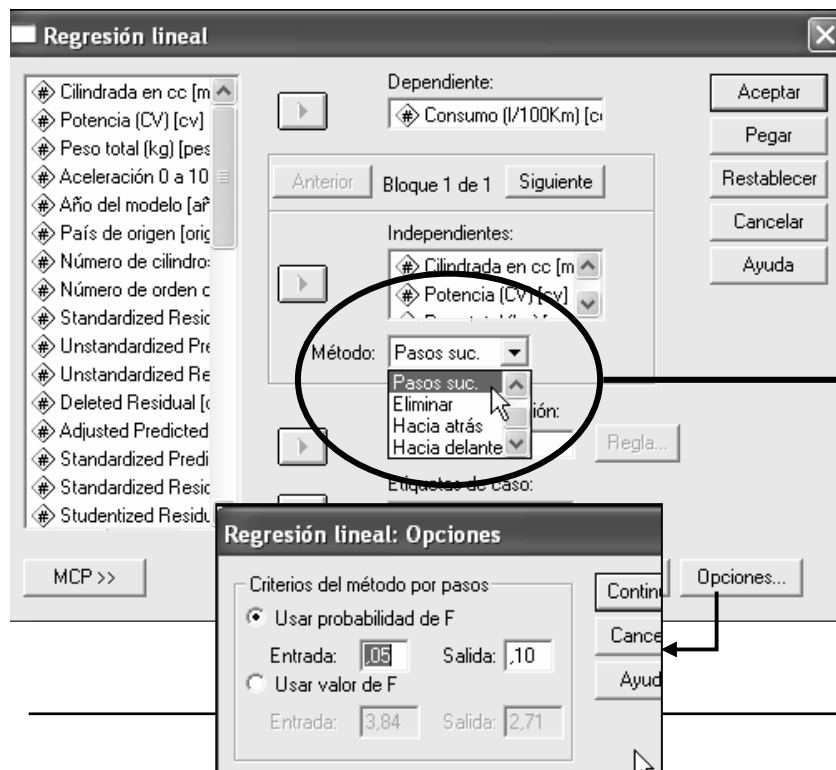 Regresión lineal
Cilindrada en cc [m
Potencia (CV) [cv]
Peso total (kg) [pes
Aceleración 0 a 10
Año del modelo [añ
País de origen [orig
Número de cilindro
Número de orden c
Standardized Resic
Unstandardized Pre
Unstandardized Re
Deleted Residual [c
Adjusted Predicted
Standardized Predi
Standardized Resic
Studentized Residu
MCP >>
Dependiente:
Consumo (l/100Km) [c
Anterior
Bloque 1 de 1
Siguiente
Independientes:
Cilindrada en cc [m
Potencia (CV) [cv]
Método:
Pasos suc.
Pasos suc.
Eliminar
Hacia atrás
Hacia delante
ión:
Regla...
Etiquetas de caso:
Aceptar
Pegar
Restablecer
Cancelar
Ayuda
Opciones...
Regresión lineal: Opciones
Criterios del método por pasos
Usar probabilidad de F
Entrada: ,05 Salida: ,10
Usar valor de F
Entrada: 3,84 Salida: 2,71
Contin
Cance
Ayud